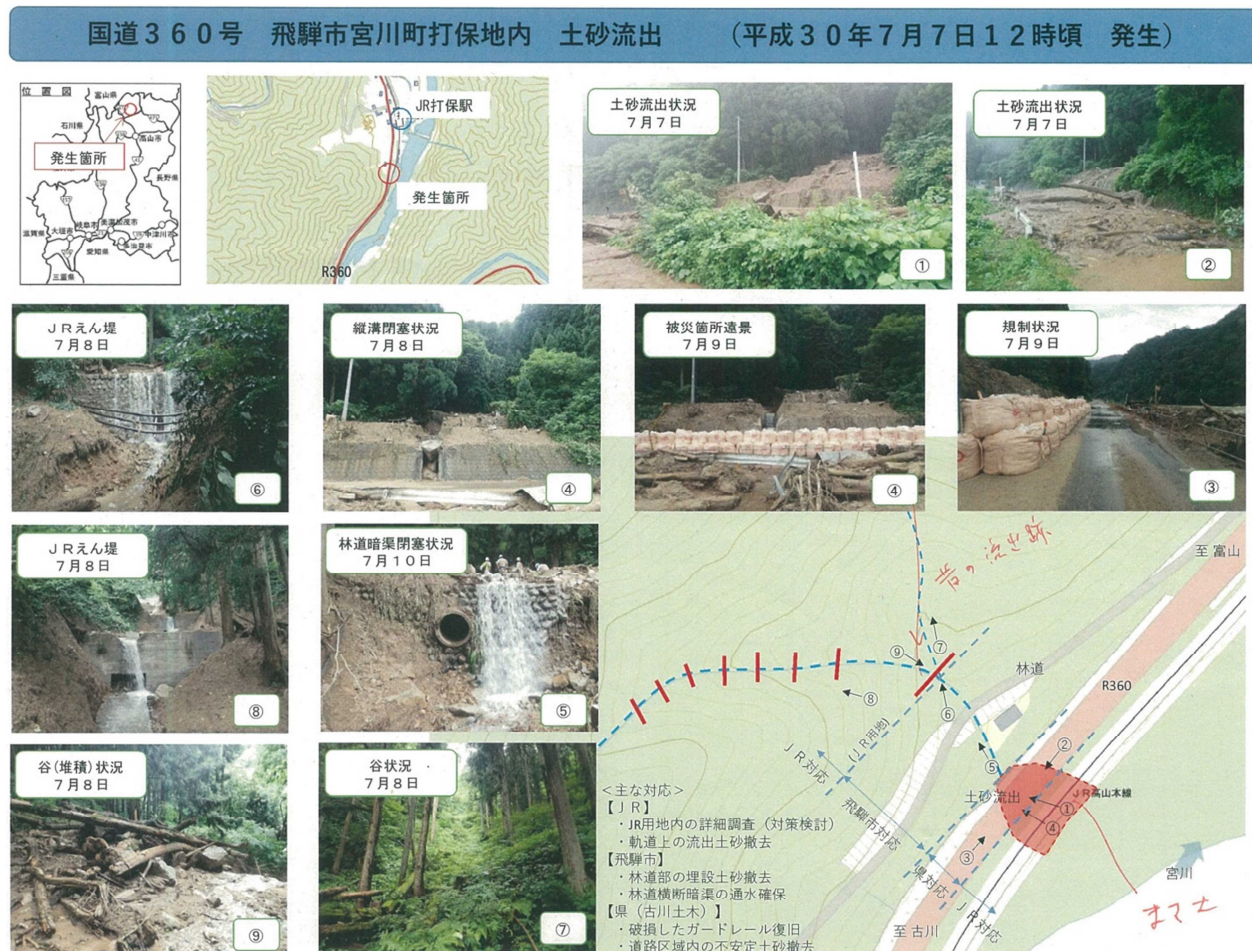 国道３６０号　飛騨市宮川町打保地内　土砂流出　（平成３０年７月７日１２時頃　発生）
位置図
富山県
石川県
高山市
発生箇所
長野県
滋賀県
大垣市
岐阜市
美濃加茂市
中津川市
多治見市
愛知県
三重県
JR打保駅
発生箇所
R360
土砂流出状況
７月７日
①
土砂流出状況
７月７日
②
ＪＲえん堤
７月８日
⑥
縦溝閉塞状況
７月８日
④
被災箇所遠景
７月９日
④
規制状況
７月９日
③
ＪＲえん堤
７月８日
⑧
林道暗渠閉塞状況
７月１０日
⑤
谷(堆積)状況
７月８日
⑨
谷状況
７月８日
⑦
昔の流出跡
至 富山
⑦
⑨
林道
⑧
⑥
R360
(ＪＲ用地)
②
⑤
ＪＲ対応
土砂流出
ＪＲ高山本線
①
④
飛騨市対応
③
県対応
宮川
ＪＲ対応
至 古川
＜主な対応＞
【ＪＲ】
・JR用地内の詳細調査（対策検討）
・軌道上の流出土砂撤去
【飛騨市】
・林道部の埋設土砂撤去
・林道横断暗渠の通水確保
【県（古川土木）】
・破損したガードレール復旧
・道路区域内の不安定土砂撤去